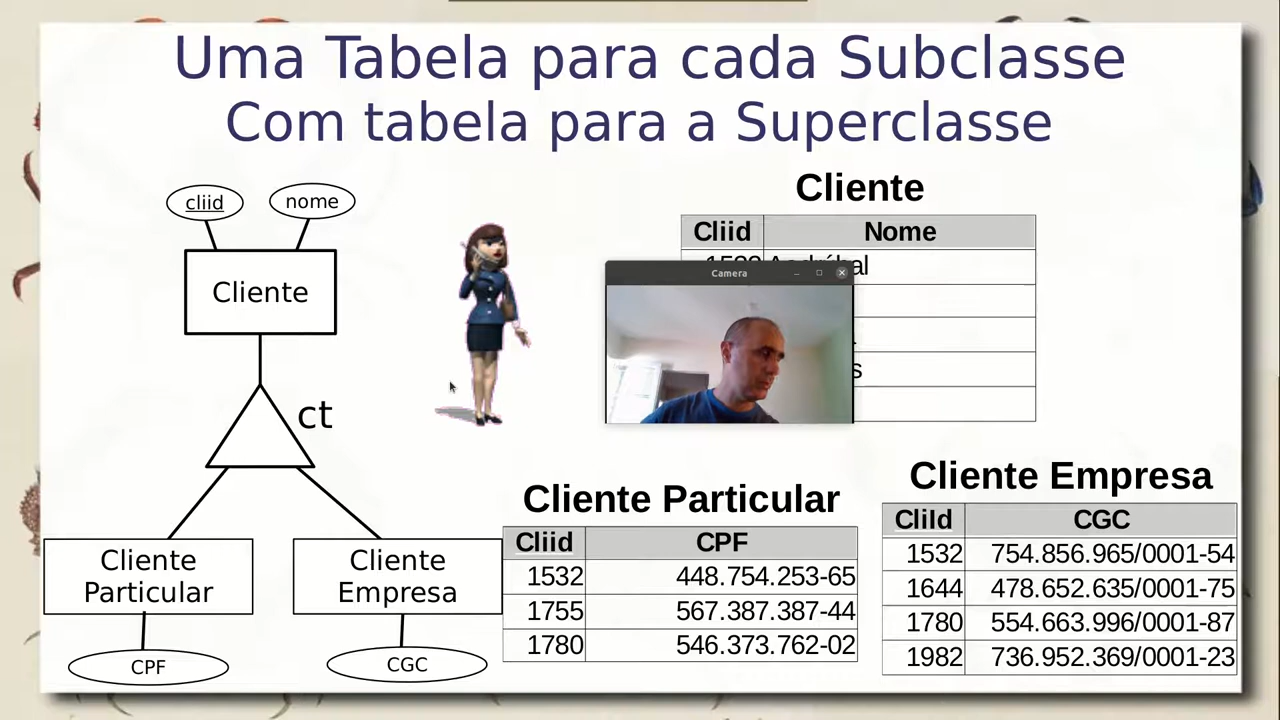 Uma Tabela para cada Subclasse
Com tabela para a Superclasse
cliid
nome
Cliente
ct
Cliente
Particular
Cliente
Empresa
CPF
CGC
Cliente
Cliid Nome
Camera
Cliente Particular
Cliid CPF
1532 448.754.253-65
1755 567.387.387-44
1780 546.373.762-02
Cliente Empresa
CliId CGC
1532 754.856.965/0001-54
1644 478.652.635/0001-75
1780 554.663.996/0001-87
1982 736.952.369/0001-23